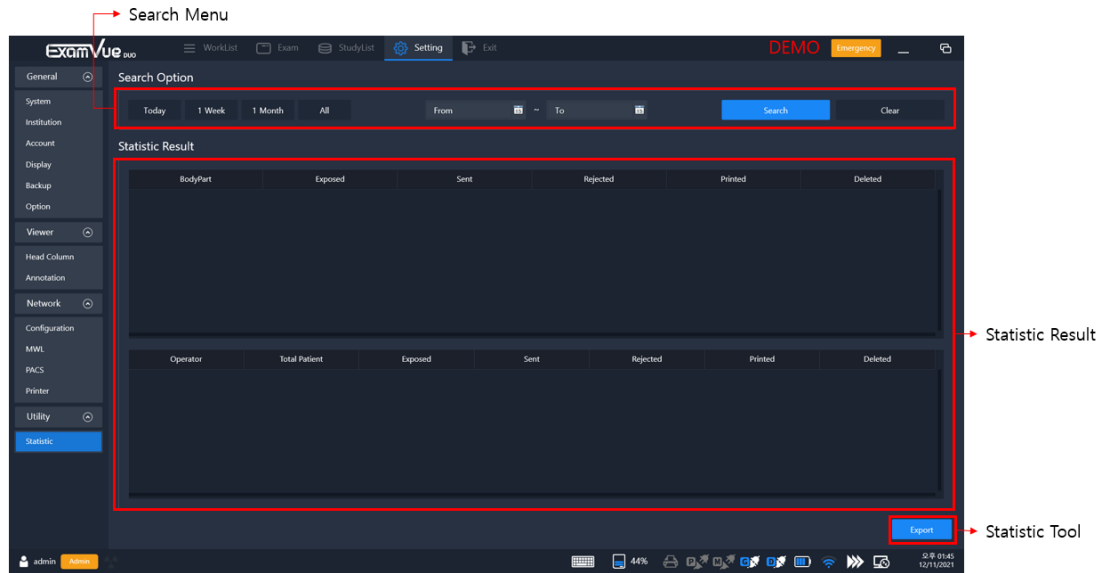 Search Menu
ExamVue DUO
WorkList
Exam
StudyList
Setting
Exit
DEMO
Emergency
General
System
Institution
Account
Display
Backup
Option
Viewer
Head Column
Annotation
Network
Configuration
MWL
PACS
Printer
Utility
Statistic
Search Option
Today 1 Week 1 Month All From ~ To Search Clear
Statistic Result
BodyPart Exposed Sent Rejected Printed Deleted
Operator Total Patient Exposed Sent Rejected Printed Deleted
Statistic Result
Export
Statistic Tool
admin Admin
44%
오후 01:45
12/11/2021